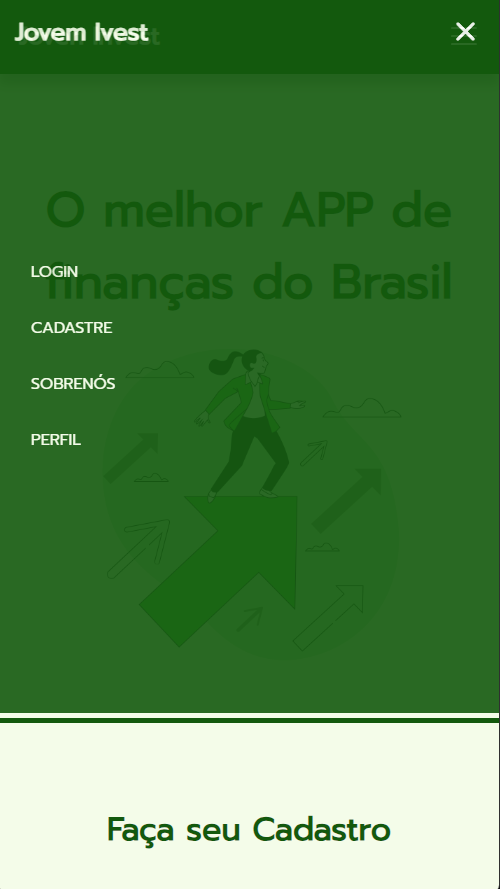 Jovem Ivest
O melhor APP de
finanças do Brasil
LOGIN
CADASTRE
SOBRENÓS
PERFIL
Faça seu Cadastro